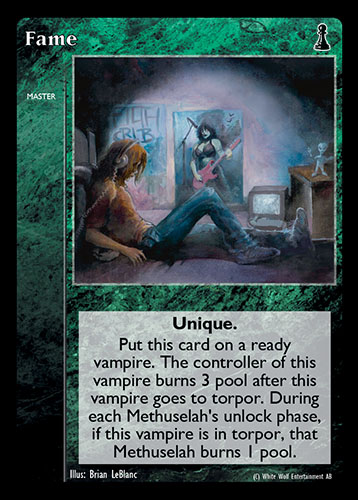 Fame
MASTER
Unique.
Put this card on a ready
vampire. The controller of this
vampire burns 3 pool after this
vampire goes to torpor. During
each Methuselah's unlock phase,
if this vampire is in torpor, that
Methuselah burns 1 pool.
Illus: Brian LeBlanc
(C) White Wolf Entertainment AB